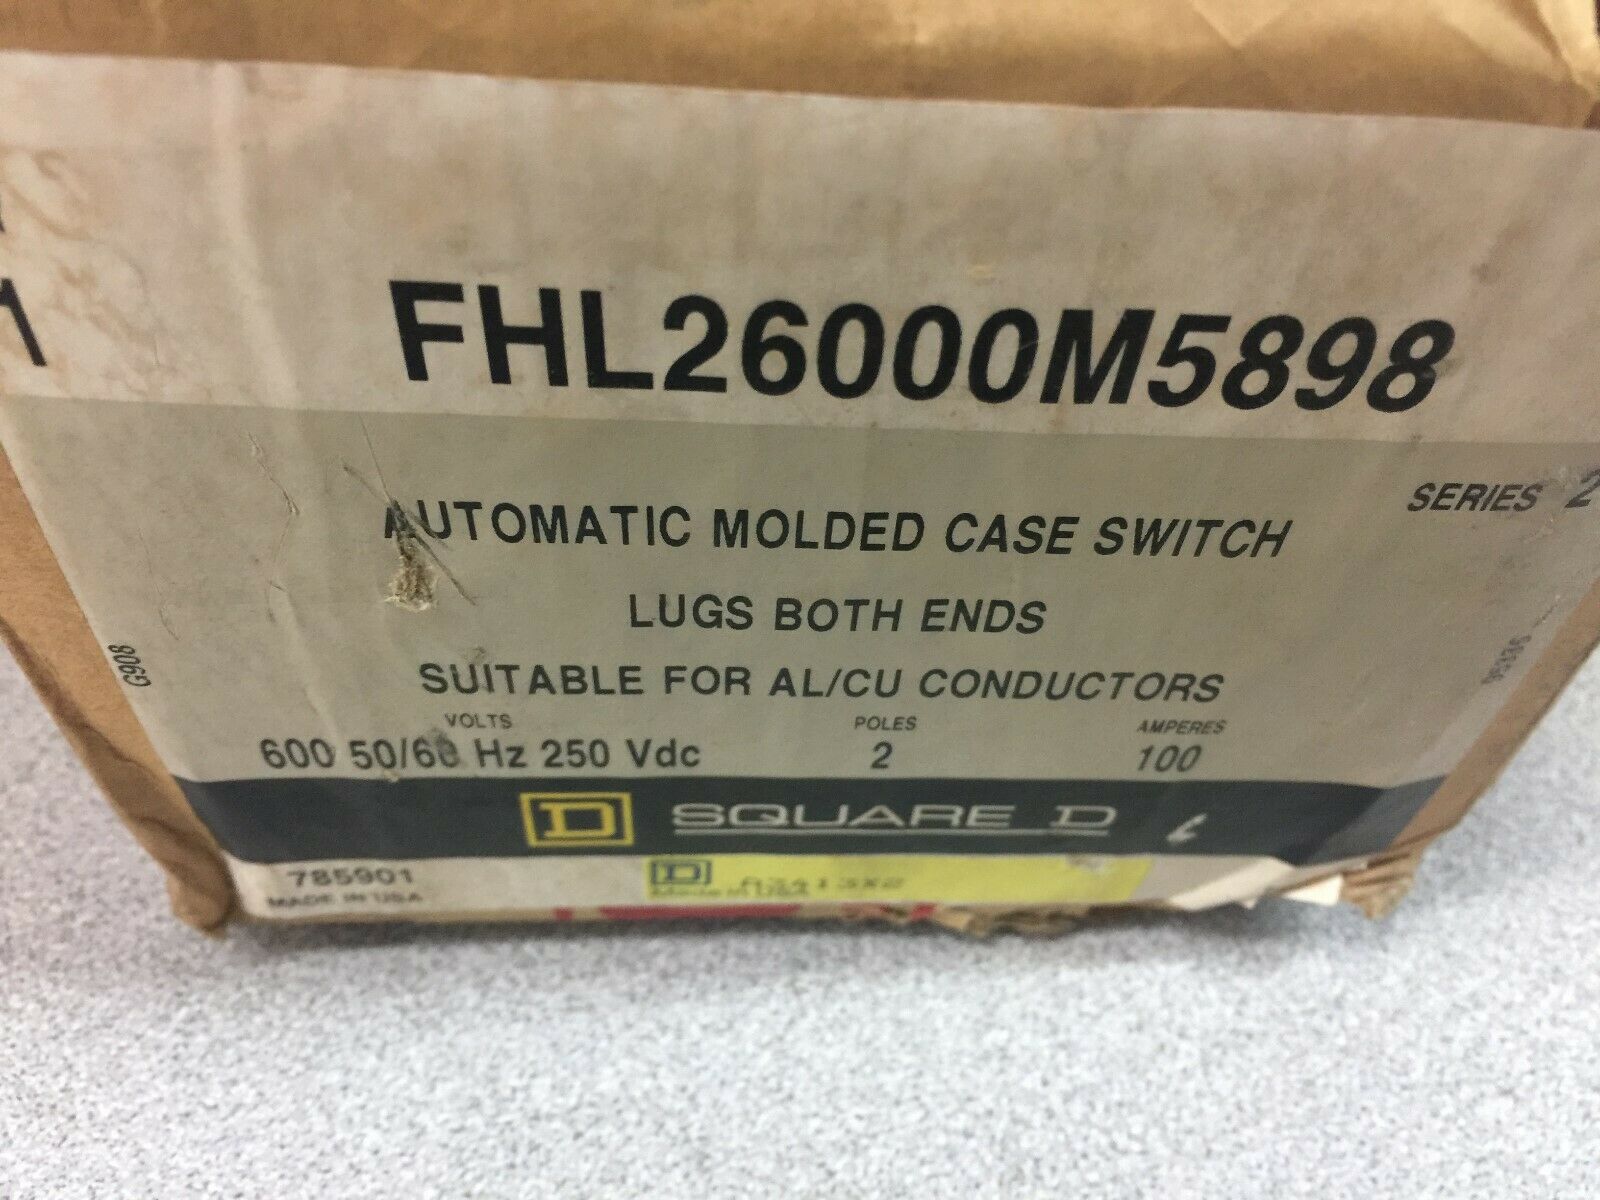 1
FHL26000M5898
SERIES 2
AUTOMATIC MOLDED CASE SWITCH
LUGS BOTH ENDS
SUITABLE FOR AL/CU CONDUCTORS
G908
VOLTS POLES AMPERES
600 50/60 Hz 250 Vdc 2 100
D SQUARE D
785901
MADE IN USA
D